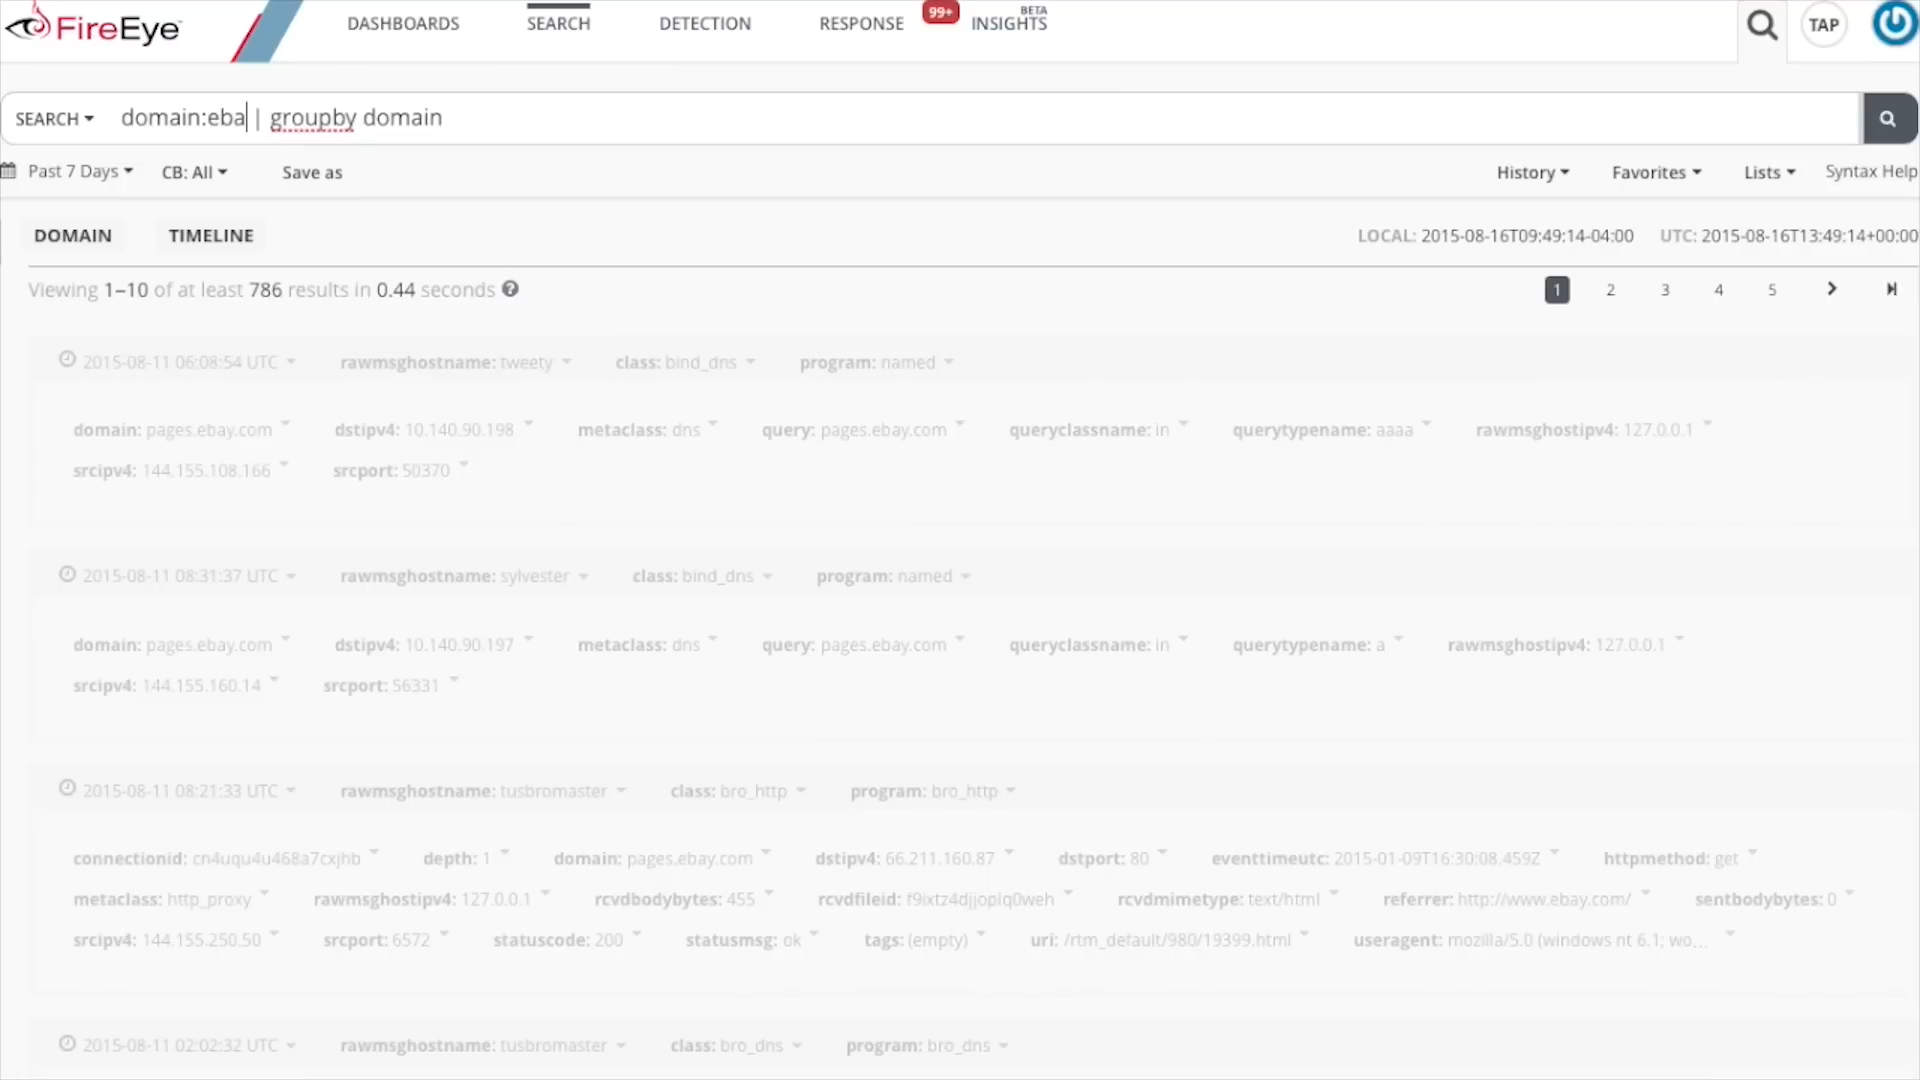 FireEye DASHBOARDS SEARCH DETECTION RESPONSE 99+ INSIGHTS BETA TAP
SEARCH domain:eba | groupby domain
Past 7 Days CB: All Save as History Favorites Lists Syntax Help
DOMAIN TIMELINE LOCAL: 2015-08-16T09:49:14-04:00 UTC: 2015-08-16T13:49:14+00:00
Viewing 1–10 of at least 786 results in 0.44 seconds 1 2 3 4 5
2015-08-11 06:08:54 UTC rawmsghostname: tweety class: bind_dns program: named
domain: pages.ebay.com dstipv4: 10.140.90.198 metaclass: dns query: pages.ebay.com queryclassname: in querytypename: aaaa rawmsghostipv4: 127.0.0.1
srcipv4: 144.155.108.166 srcport: 50370
2015-08-11 08:31:37 UTC rawmsghostname: sylvester class: bind_dns program: named
domain: pages.ebay.com dstipv4: 10.140.90.197 metaclass: dns query: pages.ebay.com queryclassname: in querytypename: a rawmsghostipv4: 127.0.0.1
srcipv4: 144.155.160.14 srcport: 56331
2015-08-11 08:21:33 UTC rawmsghostname: tusbromaster class: bro_http program: bro_http
connectionid: cn4uqu4u468a7cxjhb depth: 1 domain: pages.ebay.com dstipv4: 66.211.160.87 dstport: 80 eventtimeutc: 2015-01-09T16:30:08.459Z httpmethod: get
metaclass: http_proxy rawmsghostipv4: 127.0.0.1 rcvdbodybytes: 455 rcvdfileid: f9ixtz4djjoplq0weh rcvdmimetype: text/html referrer: http://www.ebay.com/ sentbodybytes: 0
srcipv4: 144.155.250.50 srcport: 6572 statuscode: 200 statusmsg: ok tags: (empty) uri: /rtm_default/980/19399.html useragent: mozilla/5.0 (windows nt 6.1; wo...
2015-08-11 02:02:32 UTC rawmsghostname: tusbromaster class: bro_dns program: bro_dns